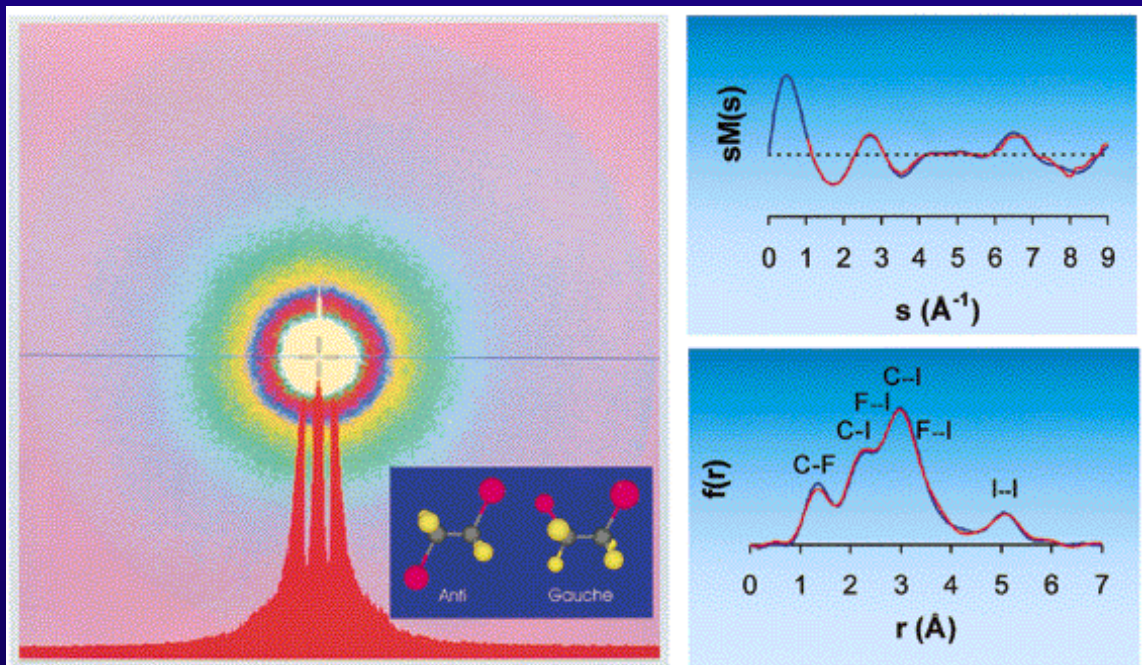 Anti
Gauche
sM(s)
0 1 2 3 4 5 6 7 8 9
s (Å⁻¹)
f(r)
C--I
F--I
C-I
F--I
C-F
I--I
0 1 2 3 4 5 6 7
r (Å)